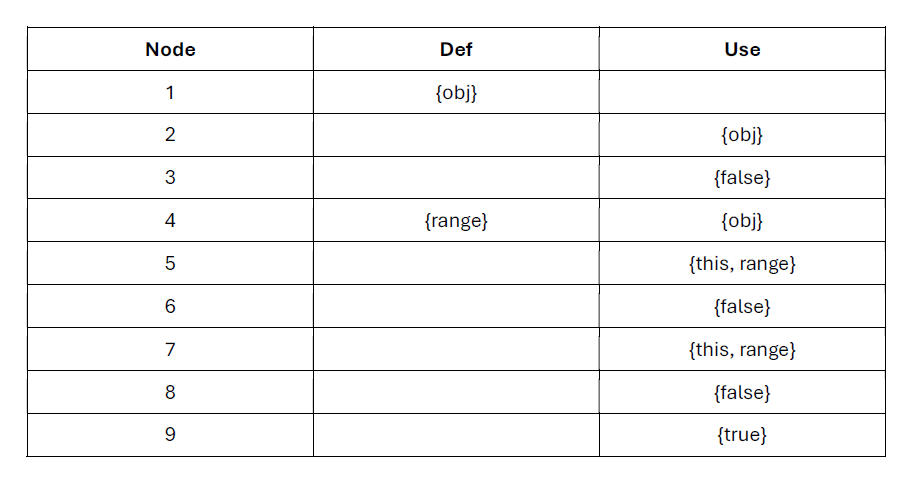 Node Def Use
1 {obj}
2 {obj}
3 {false}
4 {range} {obj}
5 {this, range}
6 {false}
7 {this, range}
8 {false}
9 {true}